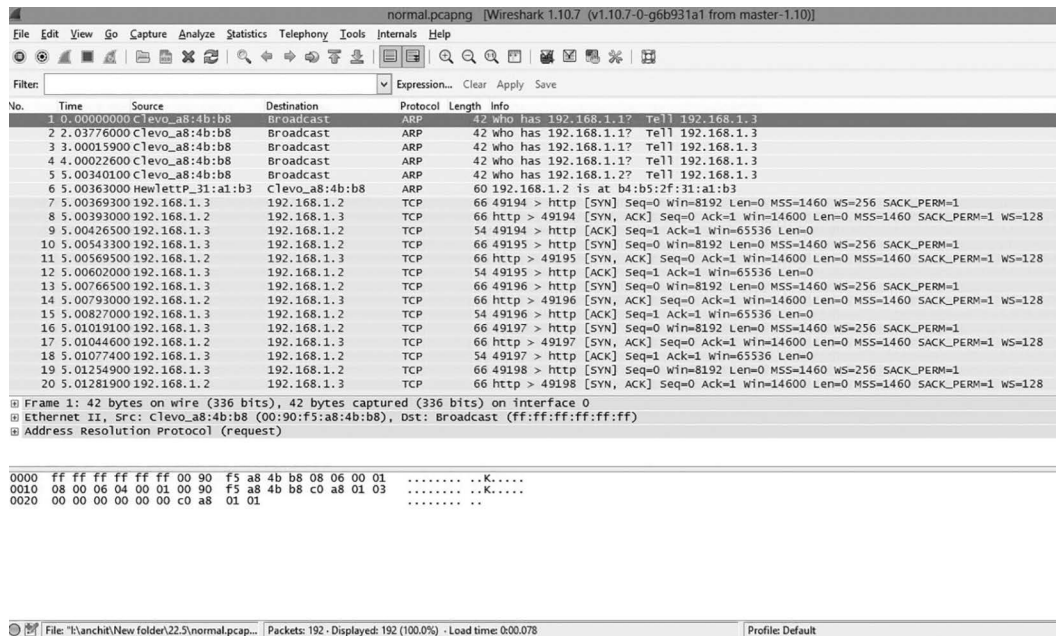 normal.pcapng [Wireshark 1.10.7 (v1.10.7-0-g6b931a1 from master-1.10)]
File Edit View Go Capture Analyze Statistics Telephony Tools Internals Help
Filter: Expression... Clear Apply Save
No. Time Source Destination Protocol Length Info
1 0.00000000 Clevo_a8:4b:b8 Broadcast ARP 42 Who has 192.168.1.1? Tell 192.168.1.3
2 2.03776000 Clevo_a8:4b:b8 Broadcast ARP 42 Who has 192.168.1.1? Tell 192.168.1.3
3 3.00015900 Clevo_a8:4b:b8 Broadcast ARP 42 Who has 192.168.1.1? Tell 192.168.1.3
4 4.00022600 Clevo_a8:4b:b8 Broadcast ARP 42 Who has 192.168.1.1? Tell 192.168.1.3
5 5.00340100 Clevo_a8:4b:b8 Broadcast ARP 42 Who has 192.168.1.2? Tell 192.168.1.3
6 5.00363000 HewlettP_31:a1:b3 Clevo_a8:4b:b8 ARP 60 192.168.1.2 is at b4:b5:2f:31:a1:b3
7 5.00369300 192.168.1.3 192.168.1.2 TCP 66 49194 > http [SYN] Seq=0 Win=8192 Len=0 MSS=1460 WS=256 SACK_PERM=1
8 5.00393000 192.168.1.2 192.168.1.3 TCP 66 http > 49194 [SYN, ACK] Seq=0 Ack=1 Win=14600 Len=0 MSS=1460 SACK_PERM=1 WS=128
9 5.00426500 192.168.1.3 192.168.1.2 TCP 54 49194 > http [ACK] Seq=1 Ack=1 Win=65536 Len=0
10 5.00543300 192.168.1.3 192.168.1.2 TCP 66 49195 > http [SYN] Seq=0 Win=8192 Len=0 MSS=1460 WS=256 SACK_PERM=1
11 5.00569500 192.168.1.2 192.168.1.3 TCP 66 http > 49195 [SYN, ACK] Seq=0 Ack=1 Win=14600 Len=0 MSS=1460 SACK_PERM=1 WS=128
12 5.00602000 192.168.1.3 192.168.1.2 TCP 54 49195 > http [ACK] Seq=1 Ack=1 Win=65536 Len=0
13 5.00766500 192.168.1.3 192.168.1.2 TCP 66 49196 > http [SYN] Seq=0 Win=8192 Len=0 MSS=1460 WS=256 SACK_PERM=1
14 5.00793000 192.168.1.2 192.168.1.3 TCP 66 http > 49196 [SYN, ACK] Seq=0 Ack=1 Win=14600 Len=0 MSS=1460 SACK_PERM=1 WS=128
15 5.00827000 192.168.1.3 192.168.1.2 TCP 54 49196 > http [ACK] Seq=1 Ack=1 Win=65536 Len=0
16 5.01019100 192.168.1.3 192.168.1.2 TCP 66 49197 > http [SYN] Seq=0 Win=8192 Len=0 MSS=1460 WS=256 SACK_PERM=1
17 5.01044600 192.168.1.2 192.168.1.3 TCP 66 http > 49197 [SYN, ACK] Seq=0 Ack=1 Win=14600 Len=0 MSS=1460 SACK_PERM=1 WS=128
18 5.01077400 192.168.1.3 192.168.1.2 TCP 54 49197 > http [ACK] Seq=1 Ack=1 Win=65536 Len=0
19 5.01254900 192.168.1.3 192.168.1.2 TCP 66 49198 > http [SYN] Seq=0 Win=8192 Len=0 MSS=1460 WS=256 SACK_PERM=1
20 5.01281900 192.168.1.2 192.168.1.3 TCP 66 http > 49198 [SYN, ACK] Seq=0 Ack=1 Win=14600 Len=0 MSS=1460 SACK_PERM=1 WS=128
Frame 1: 42 bytes on wire (336 bits), 42 bytes captured (336 bits) on interface 0
Ethernet II, Src: Clevo_a8:4b:b8 (00:90:f5:a8:4b:b8), Dst: Broadcast (ff:ff:ff:ff:ff:ff)
Address Resolution Protocol (request)
0000 ff ff ff ff ff ff 00 90 f5 a8 4b b8 08 06 00 01 ........ ..K.....
0010 08 00 06 04 00 01 00 90 f5 a8 4b b8 c0 a8 01 03 ........ ..K.....
0020 00 00 00 00 00 00 c0 a8 01 01 ........ ..
File: "I:\anchit\New folder\22.5\normal.pcap... Packets: 192 · Displayed: 192 (100.0%) · Load time: 0:00.078 Profile: Default